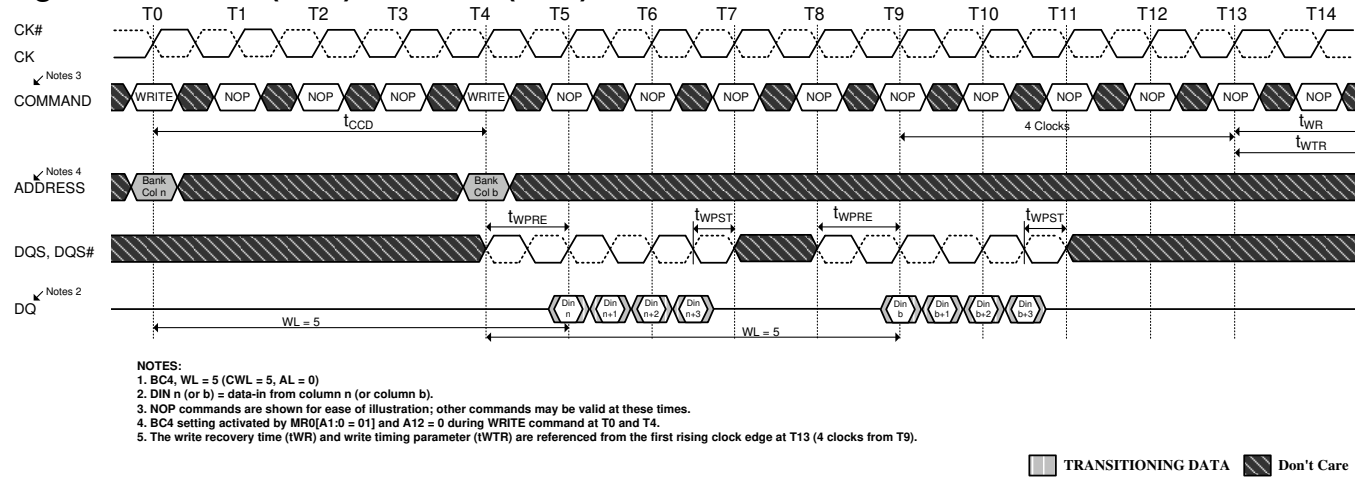 T0 T1 T2 T3 T4 T5 T6 T7 T8 T9 T10 T11 T12 T13 T14
CK#
CK
Notes 3
COMMAND
WRITE NOP NOP NOP WRITE NOP NOP NOP NOP NOP NOP NOP NOP NOP NOP
tCCD
4 Clocks
tWR
tWTR
Notes 4
ADDRESS
Bank Bank
Col n Col b
tWPRE tWPST tWPRE tWPST
DQS, DQS#
Notes 2
DQ
Din Din Din Din Din Din Din Din
n n+1 n+2 n+3 b b+1 b+2 b+3
WL = 5
WL = 5
NOTES:
1. BC4, WL = 5 (CWL = 5, AL = 0)
2. DIN n (or b) = data-in from column n (or column b).
3. NOP commands are shown for ease of illustration; other commands may be valid at these times.
4. BC4 setting activated by MR0[A1:0 = 01] and A12 = 0 during WRITE command at T0 and T4.
5. The write recovery time (tWR) and write timing parameter (tWTR) are referenced from the first rising clock edge at T13 (4 clocks from T9).
TRANSITIONING DATA Don't Care